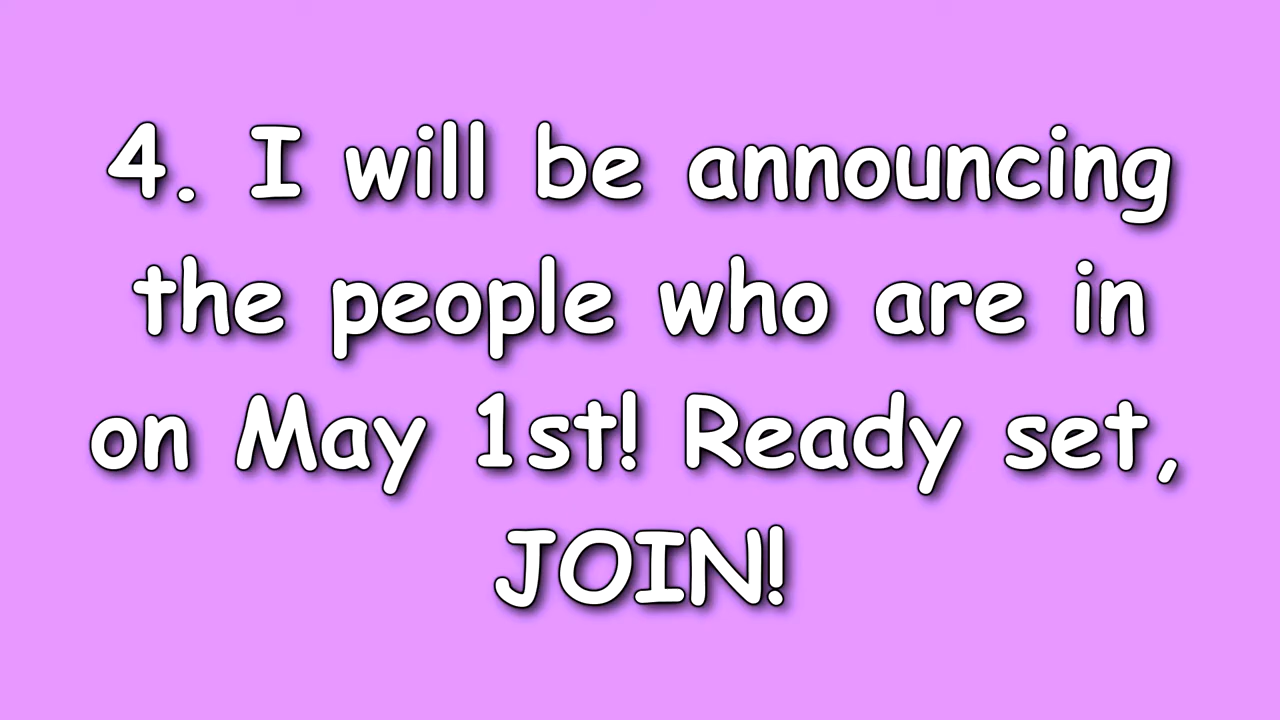 4. I will be announcing
the people who are in
on May 1st! Ready set,
JOIN!